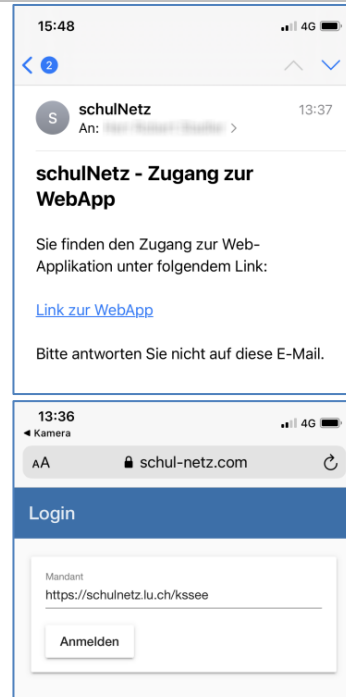 15:48
4G
2
S
schulNetz
13:37
An:
schulNetz - Zugang zur
WebApp
Sie finden den Zugang zur Web-
Applikation unter folgendem Link:
Link zur WebApp
Bitte antworten Sie nicht auf diese E-Mail.
13:36
4G
Kamera
AA
schul-netz.com
Login
Mandant
https://schulnetz.lu.ch/kssee
Anmelden